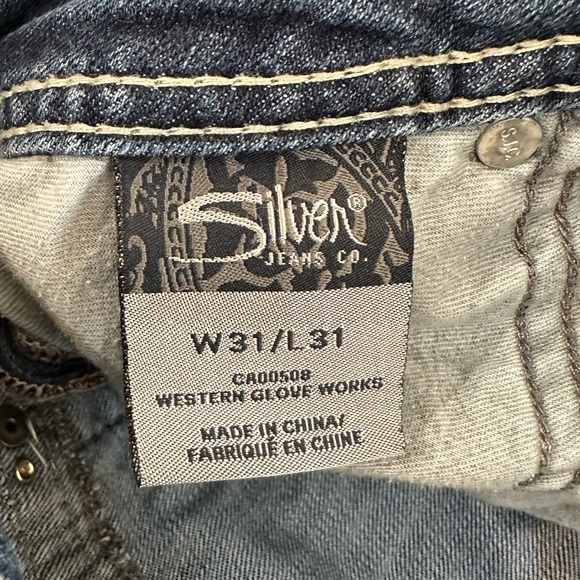 Silver®
JEANS CO.
W31/L31
CA00508
WESTERN GLOVE WORKS
MADE IN CHINA/
FABRIQUÉ EN CHINE